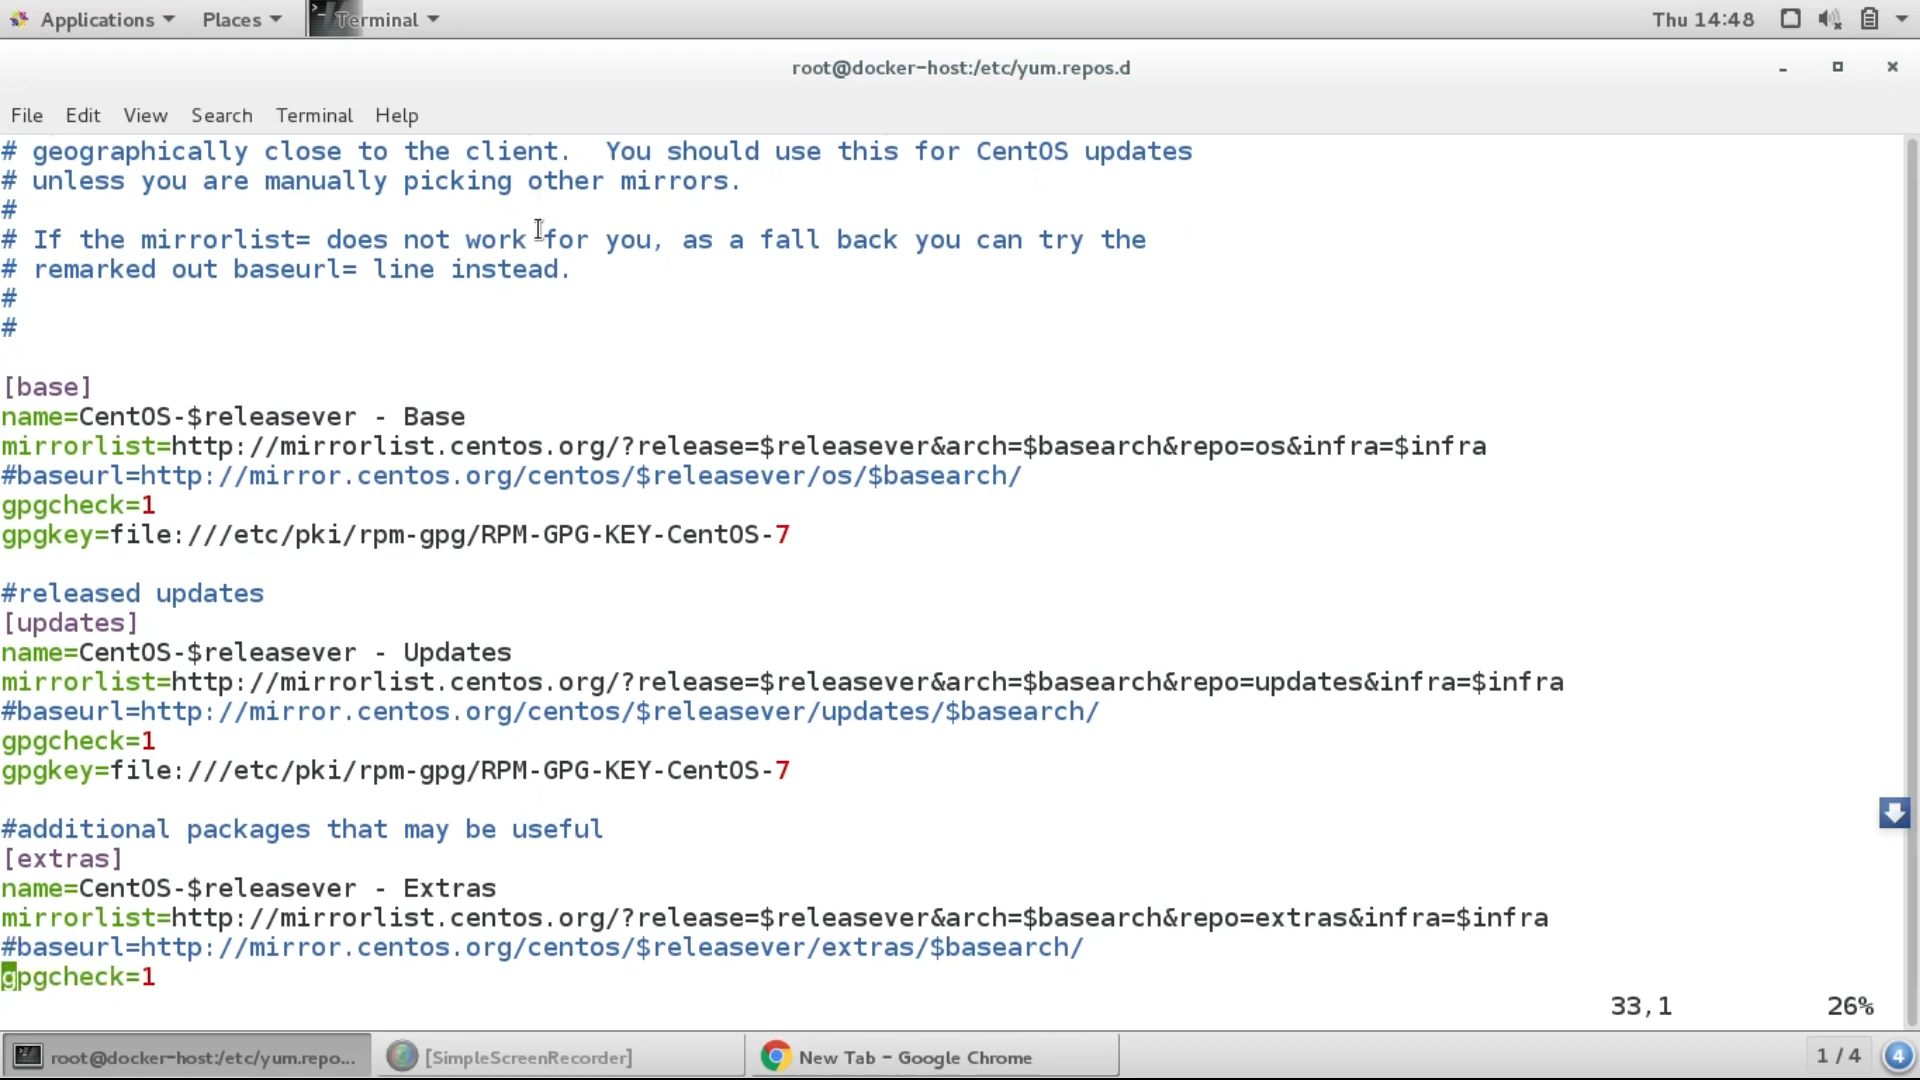 Applications Places Terminal Thu 14:48
root@docker-host:/etc/yum.repos.d
File Edit View Search Terminal Help
# geographically close to the client.  You should use this for CentOS updates
# unless you are manually picking other mirrors.
#
# If the mirrorlist= does not work for you, as a fall back you can try the
# remarked out baseurl= line instead.
#
#
[base]
name=CentOS-$releasever - Base
mirrorlist=http://mirrorlist.centos.org/?release=$releasever&arch=$basearch&repo=os&infra=$infra
#baseurl=http://mirror.centos.org/centos/$releasever/os/$basearch/
gpgcheck=1
gpgkey=file:///etc/pki/rpm-gpg/RPM-GPG-KEY-CentOS-7
#released updates
[updates]
name=CentOS-$releasever - Updates
mirrorlist=http://mirrorlist.centos.org/?release=$releasever&arch=$basearch&repo=updates&infra=$infra
#baseurl=http://mirror.centos.org/centos/$releasever/updates/$basearch/
gpgcheck=1
gpgkey=file:///etc/pki/rpm-gpg/RPM-GPG-KEY-CentOS-7
#additional packages that may be useful
[extras]
name=CentOS-$releasever - Extras
mirrorlist=http://mirrorlist.centos.org/?release=$releasever&arch=$basearch&repo=extras&infra=$infra
#baseurl=http://mirror.centos.org/centos/$releasever/extras/$basearch/
gpgcheck=1
33,1 26%
root@docker-host:/etc/yum.repo... [SimpleScreenRecorder] New Tab - Google Chrome 1 / 4 4